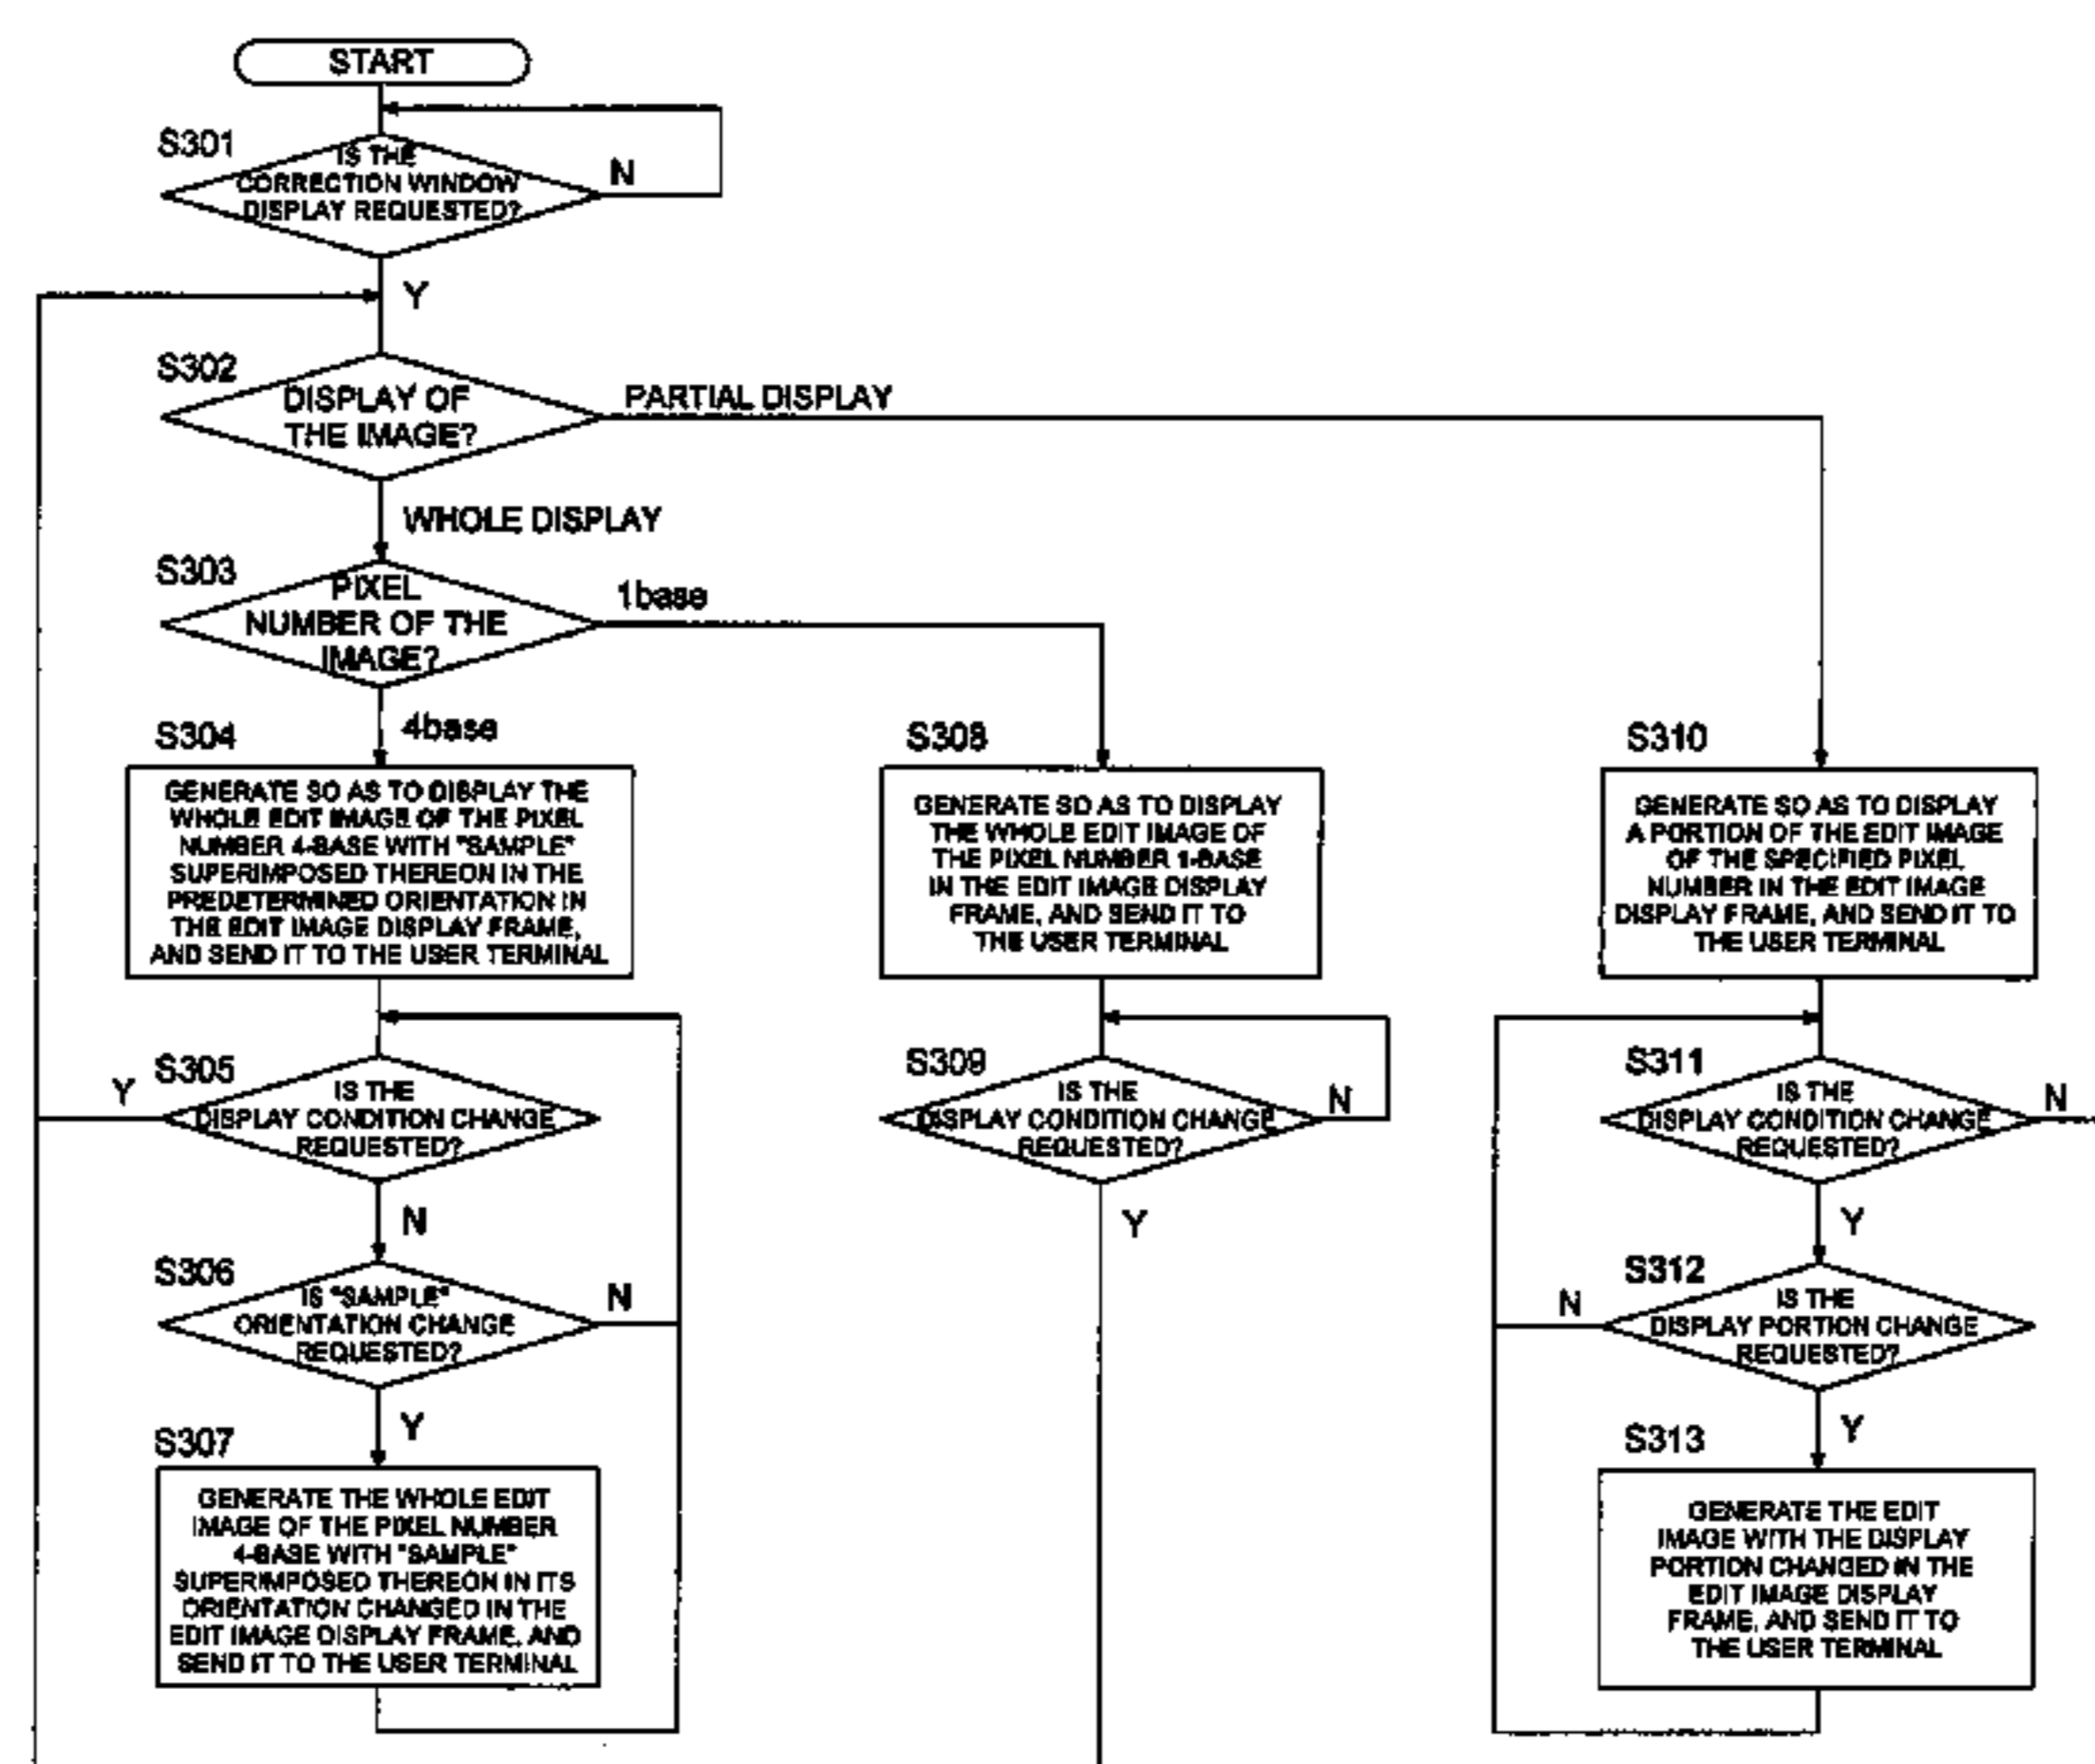 START
S301
IS THE
CORRECTION WINDOW
DISPLAY REQUESTED?
N
Y
S302
DISPLAY OF
THE IMAGE?
PARTIAL DISPLAY
WHOLE DISPLAY
S303
PIXEL
NUMBER OF THE
IMAGE?
1base
4base
S304
GENERATE SO AS TO DISPLAY THE
WHOLE EDIT IMAGE OF THE PIXEL
NUMBER 4-BASE WITH "SAMPLE"
SUPERIMPOSED THEREON IN THE
PREDETERMINED ORIENTATION IN
THE EDIT IMAGE DISPLAY FRAME,
AND SEND IT TO THE USER TERMINAL
S308
GENERATE SO AS TO DISPLAY
THE WHOLE EDIT IMAGE OF
THE PIXEL NUMBER 1-BASE
IN THE EDIT IMAGE DISPLAY
FRAME, AND SEND IT TO
THE USER TERMINAL
S310
GENERATE SO AS TO DISPLAY
A PORTION OF THE EDIT IMAGE
OF THE SPECIFIED PIXEL
NUMBER IN THE EDIT IMAGE
DISPLAY FRAME, AND SEND IT TO
THE USER TERMINAL
S305
Y
IS THE
DISPLAY CONDITION CHANGE
REQUESTED?
N
S309
IS THE
DISPLAY CONDITION CHANGE
REQUESTED?
N
Y
S311
IS THE
DISPLAY CONDITION CHANGE
REQUESTED?
N
Y
S306
IS "SAMPLE"
ORIENTATION CHANGE
REQUESTED?
N
Y
S312
N
IS THE
DISPLAY PORTION CHANGE
REQUESTED?
Y
S307
GENERATE THE WHOLE EDIT
IMAGE OF THE PIXEL NUMBER
4-BASE WITH "SAMPLE"
SUPERIMPOSED THEREON IN ITS
ORIENTATION CHANGED IN THE
EDIT IMAGE DISPLAY FRAME, AND
SEND IT TO THE USER TERMINAL
S313
GENERATE THE EDIT
IMAGE WITH THE DISPLAY
PORTION CHANGED IN THE
EDIT IMAGE DISPLAY
FRAME, AND SEND IT TO
THE USER TERMINAL